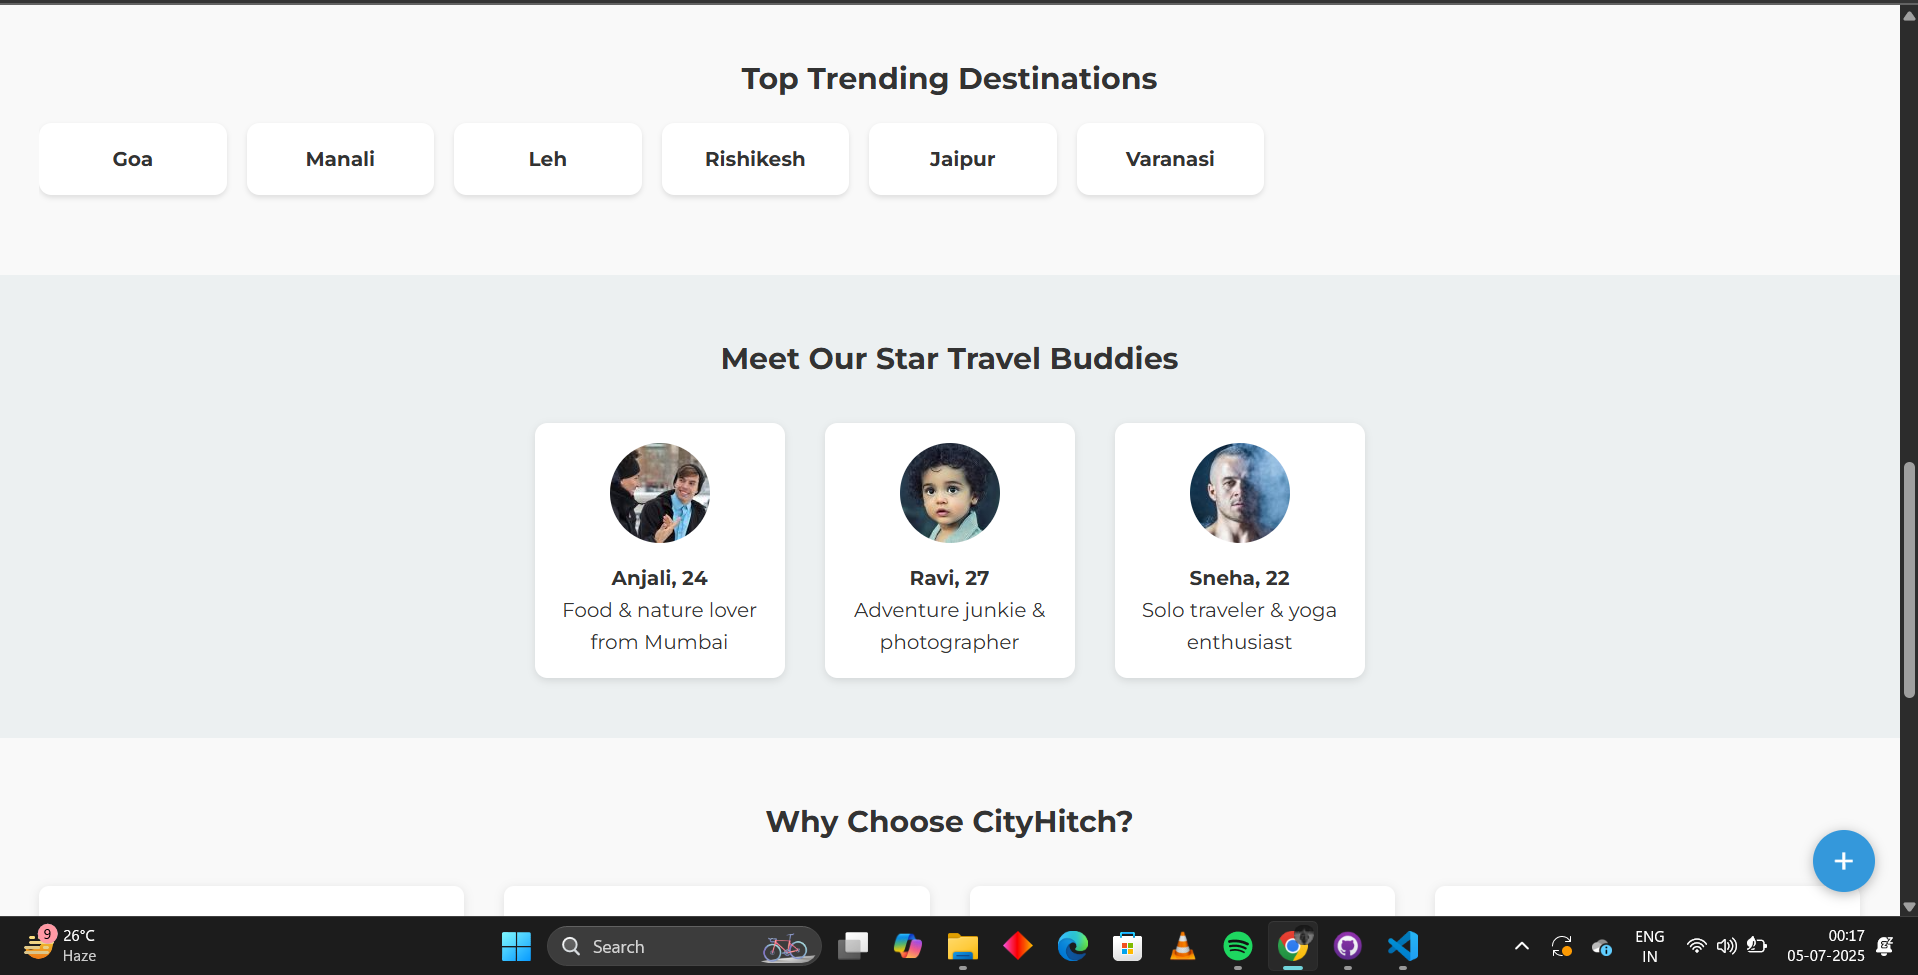 Top Trending Destinations
Goa
Manali
Leh
Rishikesh
Jaipur
Varanasi
Meet Our Star Travel Buddies
Anjali, 24
Food & nature lover
from Mumbai
Ravi, 27
Adventure junkie &
photographer
Sneha, 22
Solo traveler & yoga
enthusiast
Why Choose CityHitch?
+
9
26°C
Haze
Search
ENG
IN
00:17
05-07-2025